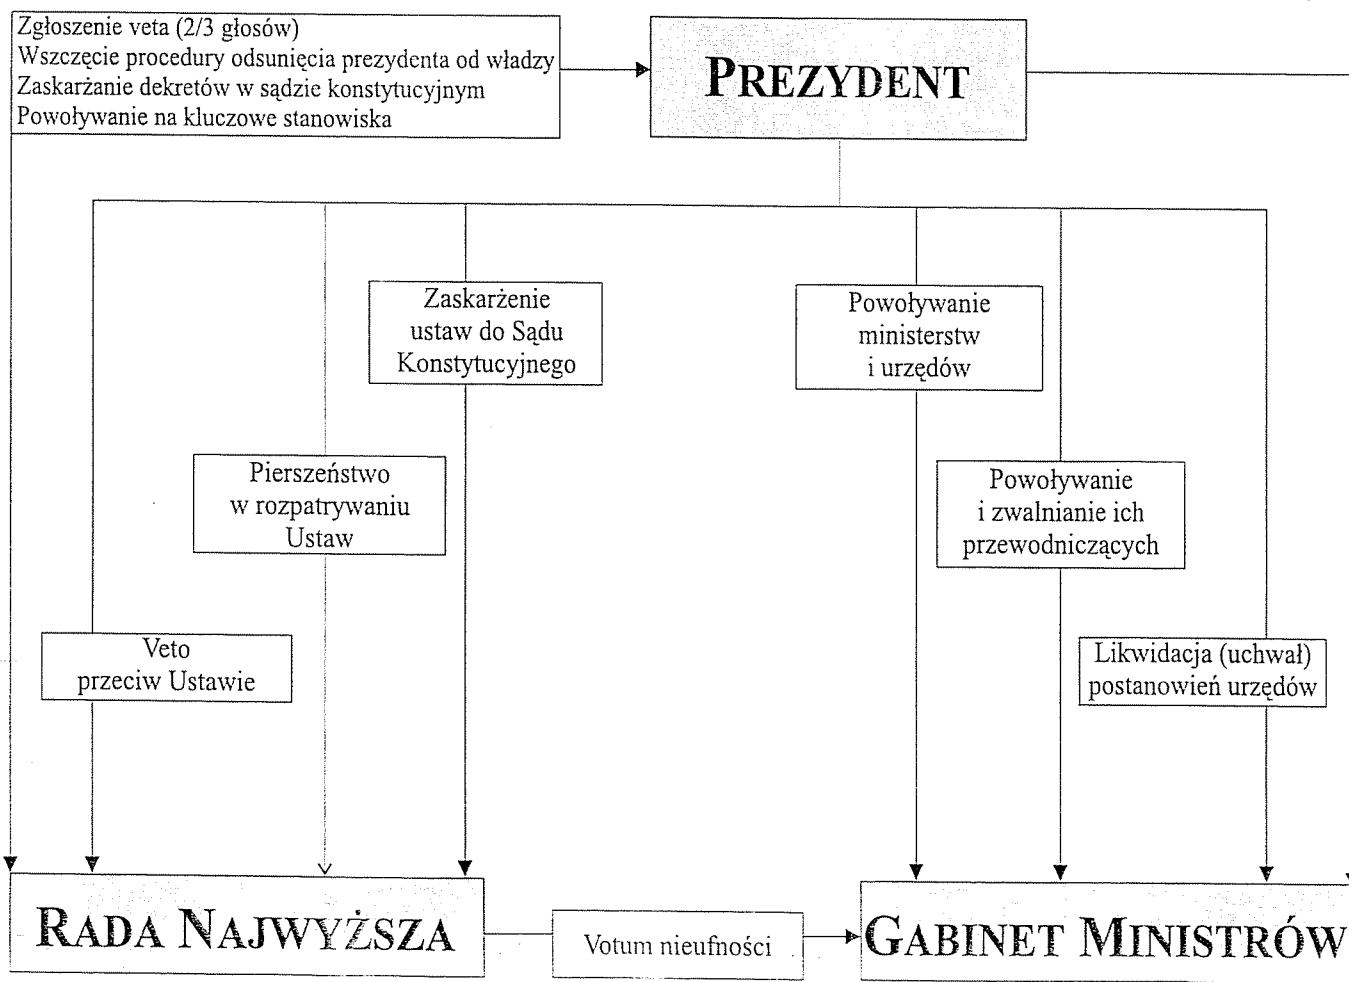 Zgłoszenie veta (2/3 głosów)
Wszczęcie procedury odsunięcia prezydenta od władzy
Zaskarżanie dekretów w sądzie konstytucyjnym
Powoływanie na kluczowe stanowiska
PREZYDENT
Zaskarżenie
ustaw do Sądu
Konstytucyjnego
Powoływanie
ministerstw
i urzędów
Pierszeństwo
w rozpatrywaniu
Ustaw
Powoływanie
i zwalnianie ich
przewodniczących
Veto
przeciw Ustawie
Likwidacja (uchwał)
postanowień urzędów
RADA NAJWYŻSZA
Votum nieufności
GABINET MINISTRÓW